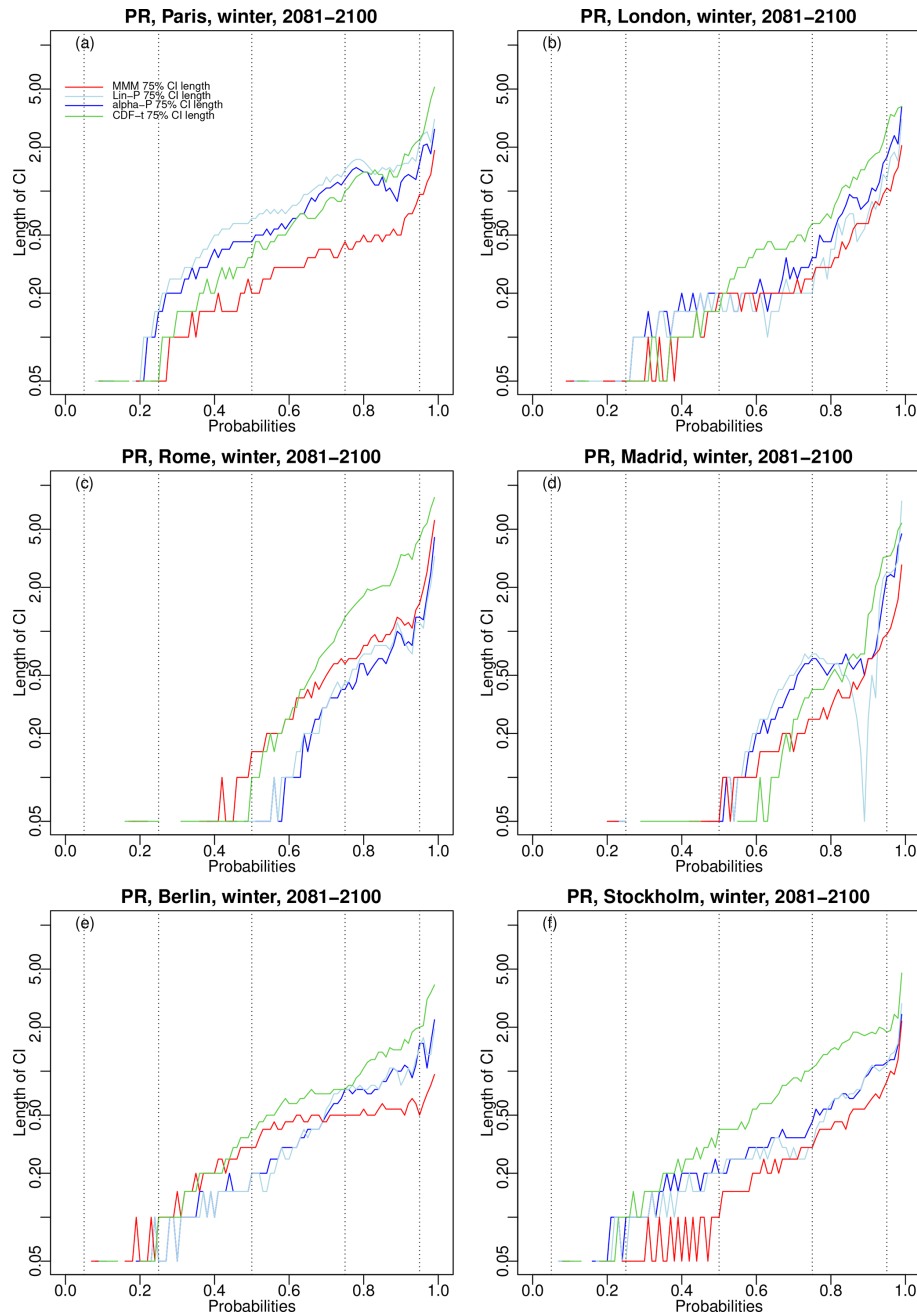 PR, Paris, winter, 2081−2100
(a)
MMM 75% CI length
Lin−P 75% CI length
alpha−P 75% CI length
CDF−t 75% CI length
Length of CI
0.05 0.20 0.50 2.00 5.00
0.0 0.2 0.4 0.6 0.8 1.0
Probabilities
PR, London, winter, 2081−2100
(b)
Length of CI
0.05 0.20 0.50 2.00 5.00
0.0 0.2 0.4 0.6 0.8 1.0
Probabilities
PR, Rome, winter, 2081−2100
(c)
Length of CI
0.05 0.20 0.50 2.00 5.00
0.0 0.2 0.4 0.6 0.8 1.0
Probabilities
PR, Madrid, winter, 2081−2100
(d)
Length of CI
0.05 0.20 0.50 2.00 5.00
0.0 0.2 0.4 0.6 0.8 1.0
Probabilities
PR, Berlin, winter, 2081−2100
(e)
Length of CI
0.05 0.20 0.50 2.00 5.00
0.0 0.2 0.4 0.6 0.8 1.0
Probabilities
PR, Stockholm, winter, 2081−2100
(f)
Length of CI
0.05 0.20 0.50 2.00 5.00
0.0 0.2 0.4 0.6 0.8 1.0
Probabilities